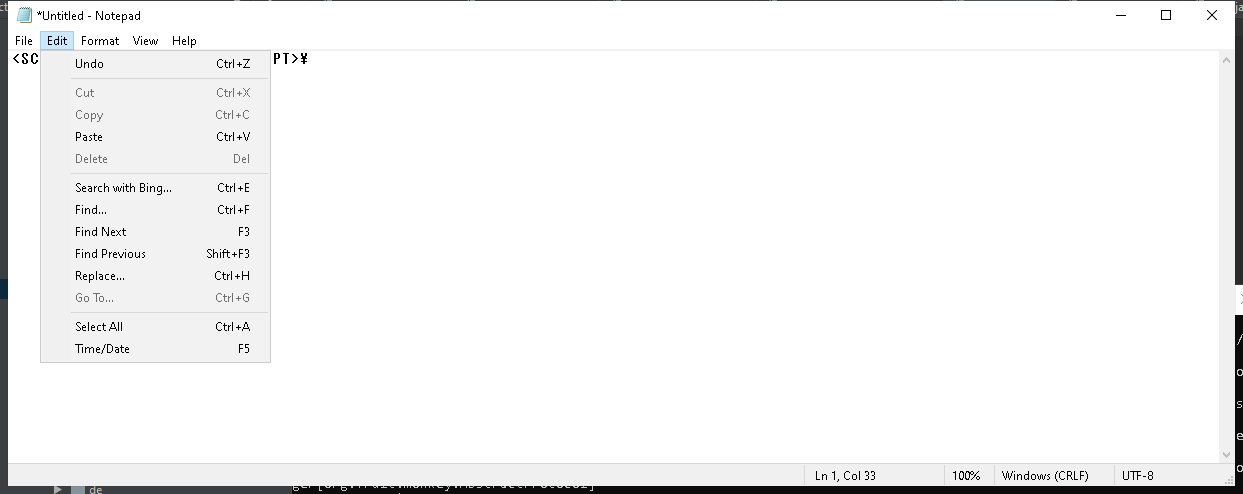 *Untitled - Notepad
File Edit Format View Help
<SC PT>¥
Undo Ctrl+Z
Cut Ctrl+X
Copy Ctrl+C
Paste Ctrl+V
Delete Del
Search with Bing... Ctrl+E
Find... Ctrl+F
Find Next F3
Find Previous Shift+F3
Replace... Ctrl+H
Go To... Ctrl+G
Select All Ctrl+A
Time/Date F5
Ln 1, Col 33 100% Windows (CRLF) UTF-8
de